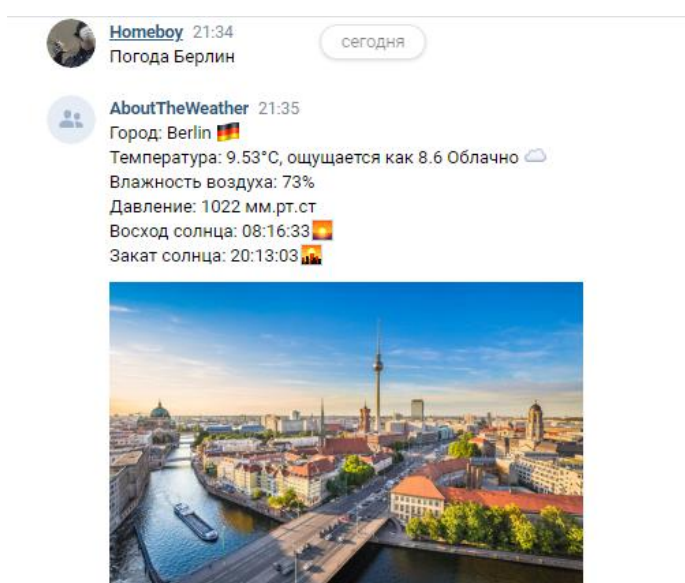 Homeboy 21:34
сегодня
Погода Берлин
AboutTheWeather 21:35
Город: Berlin 🇩🇪
Температура: 9.53°C, ощущается как 8.6 Облачно ☁️
Влажность воздуха: 73%
Давление: 1022 мм.рт.ст
Восход солнца: 08:16:33🌅
Закат солнца: 20:13:03🌇